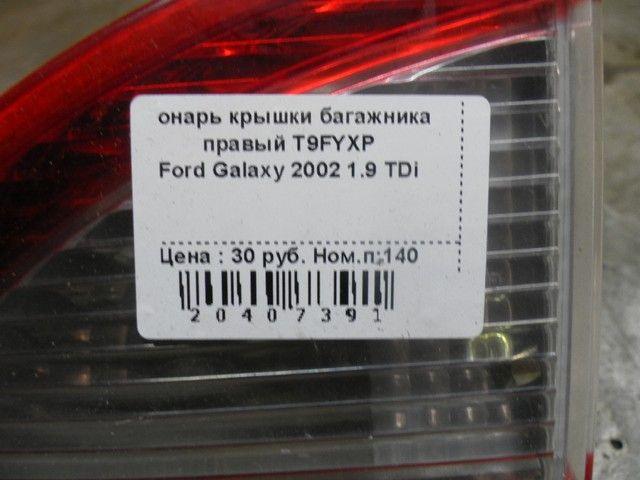 онарь крышки багажника
правый T9FYXP
Ford Galaxy 2002 1.9 TDi
Цена : 30 руб. Ном.п:140
20407391